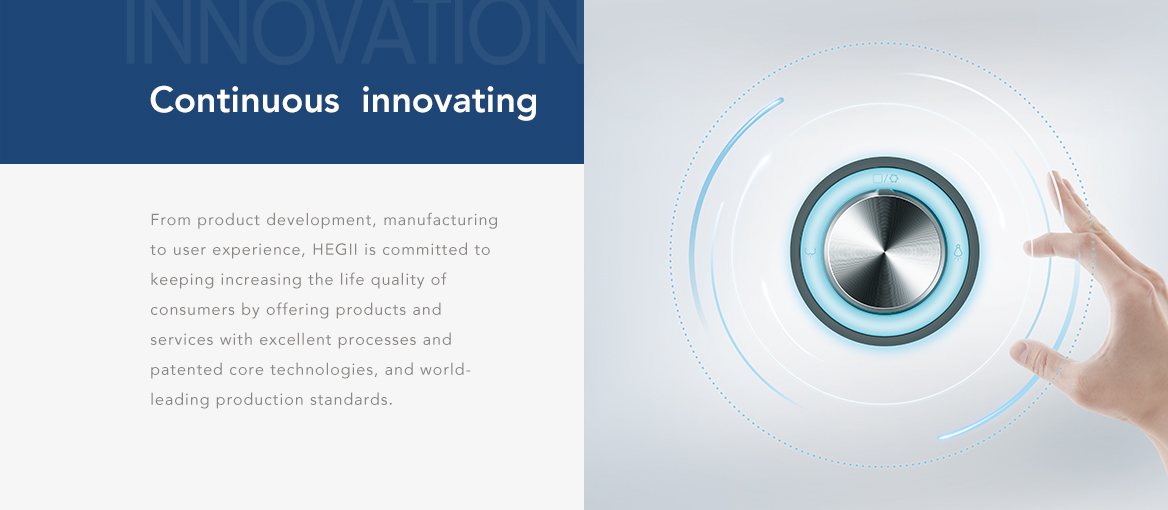 INNOVATION
Continuous innovating
From product development, manufacturing
to user experience, HEGII is committed to
keeping increasing the life quality of
consumers by offering products and
services with excellent processes and
patented core technologies, and world-
leading production standards.